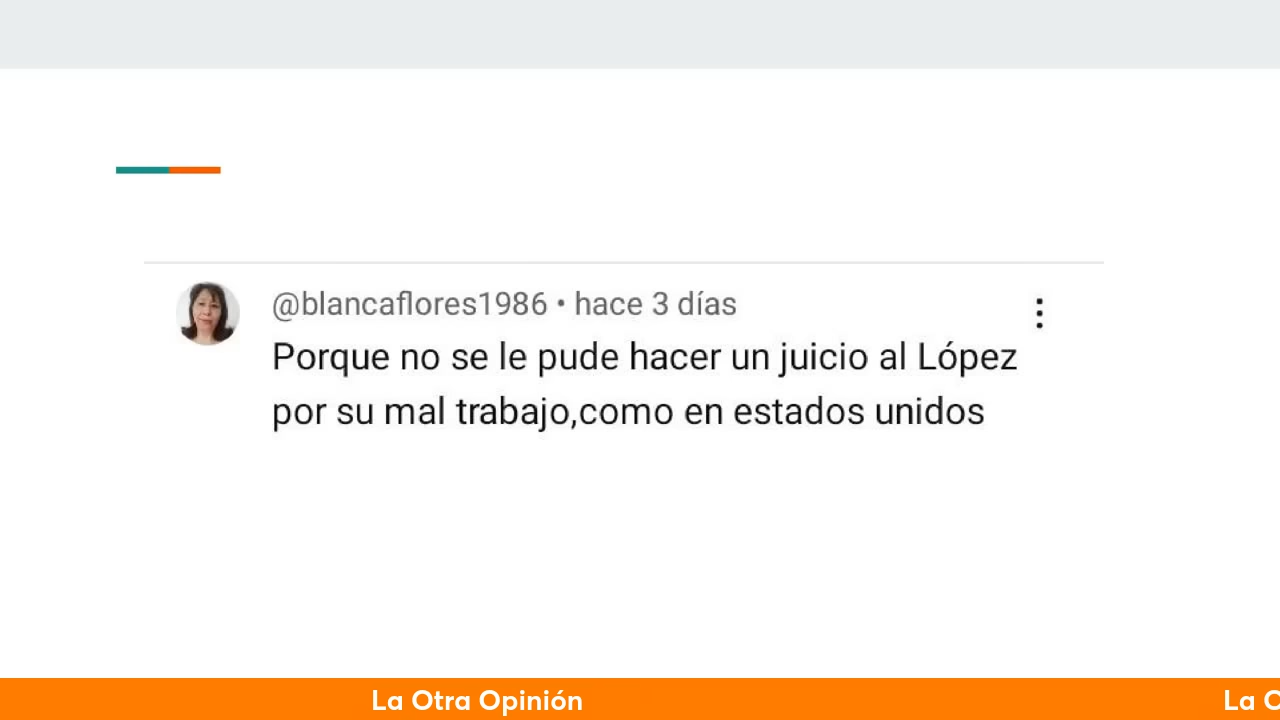 @blancaflores1986 • hace 3 días
Porque no se le pude hacer un juicio al López
por su mal trabajo,como en estados unidos
La Otra Opinión
La O